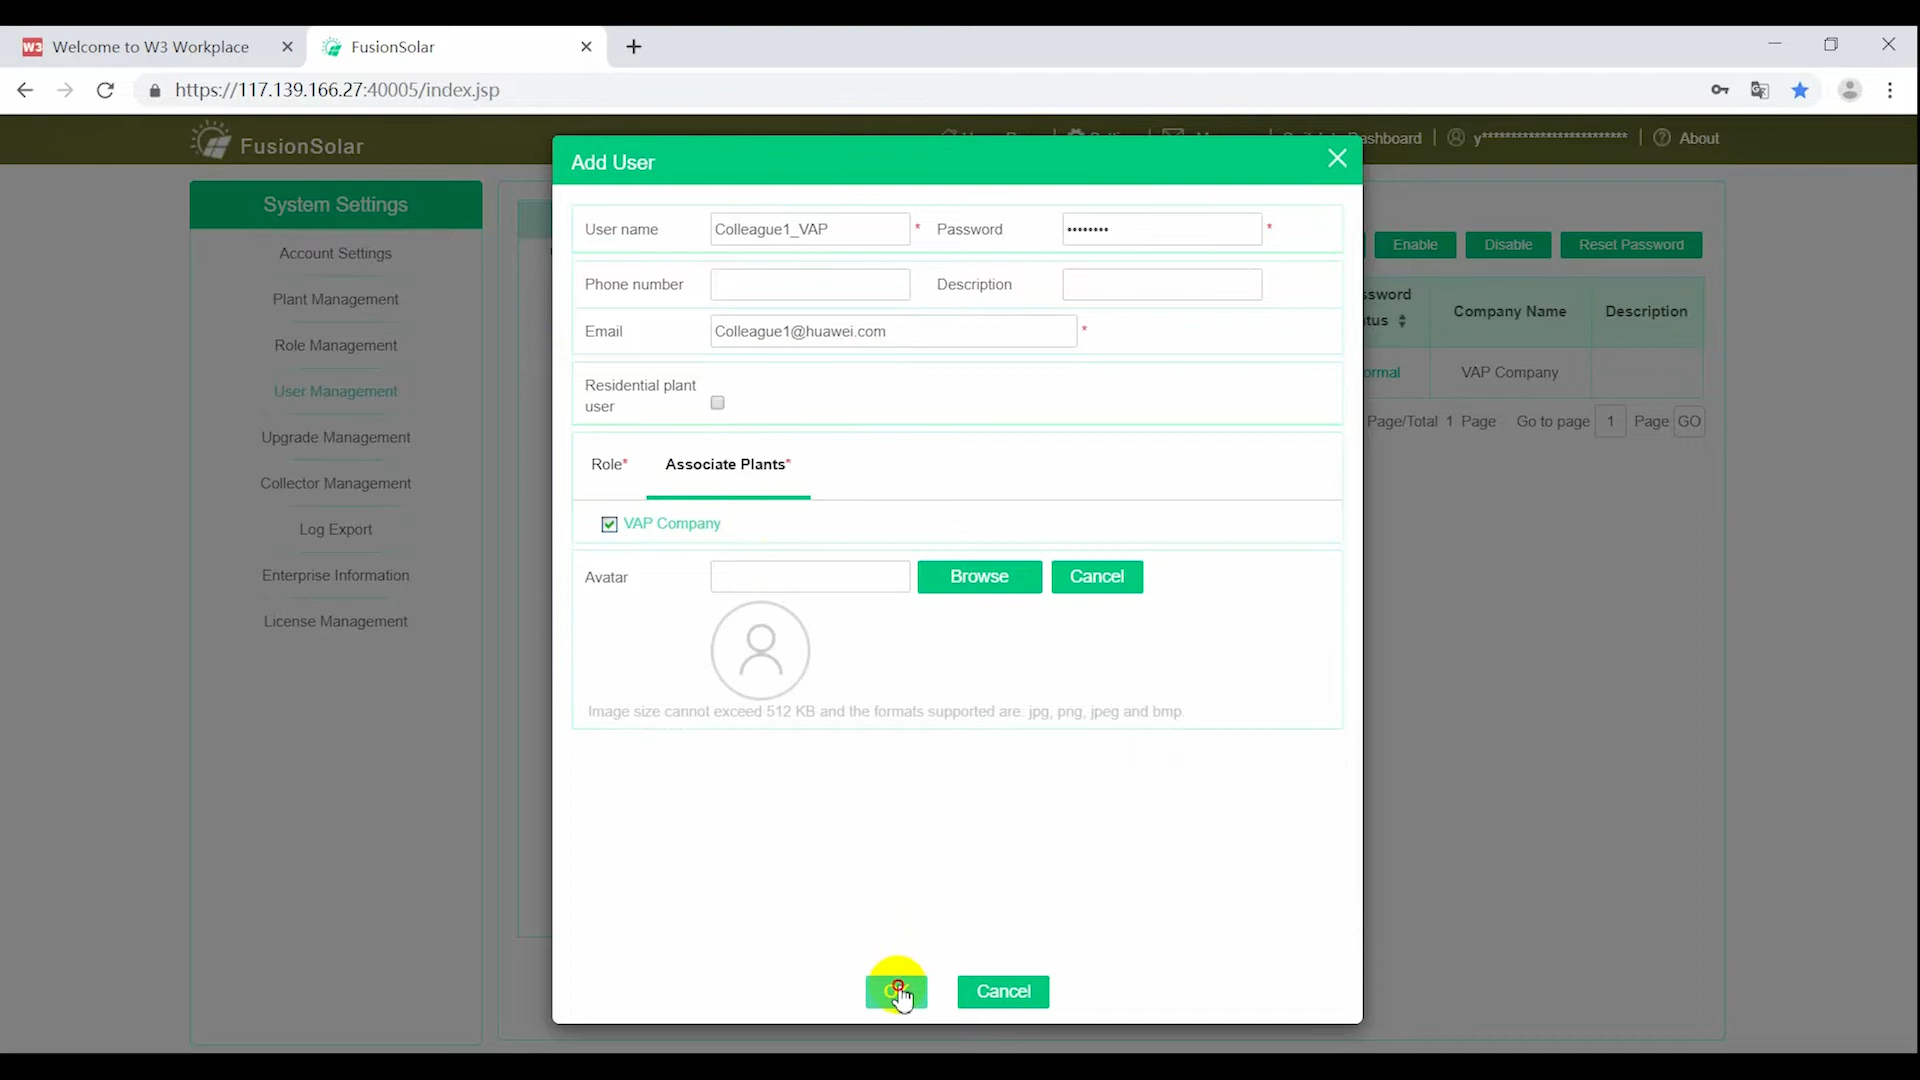 Welcome to W3 Workplace
FusionSolar
https://117.139.166.27:40005/index.jsp
FusionSolar
ashboard
y*************************
About
System Settings
Account Settings
Plant Management
Role Management
User Management
Upgrade Management
Collector Management
Log Export
Enterprise Information
License Management
Add User
User name
Colleague1_VAP
*
Password
••••••••
*
Phone number
Description
Email
Colleague1@huawei.com
*
Residential plant
user
Role*
Associate Plants*
VAP Company
Avatar
Browse
Cancel
Image size cannot exceed 512 KB and the formats supported are: jpg, png, jpeg and bmp.
Cancel
Enable
Disable
Reset Password
ssword
tus
Company Name
Description
ormal
VAP Company
Page/Total 1 Page
Go to page 1 Page GO